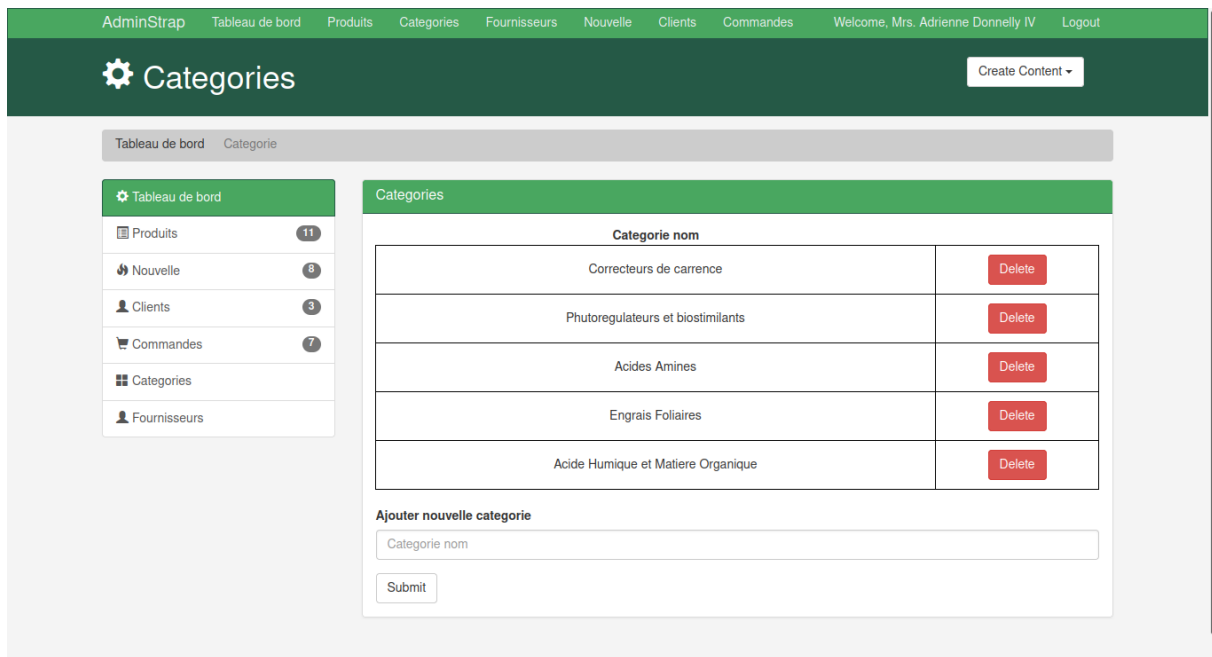 AdminStrap Tableau de bord Produits Categories Fournisseurs Nouvelle Clients Commandes Welcome, Mrs. Adrienne Donnelly IV Logout
Categories Create Content
Tableau de bord Categorie
Tableau de bord
Produits 11
Nouvelle 8
Clients 3
Commandes 7
Categories
Fournisseurs
Categories
Categorie nom
Correcteurs de carrence Delete
Phutoregulateurs et biostimilants Delete
Acides Amines Delete
Engrais Foliaires Delete
Acide Humique et Matiere Organique Delete
Ajouter nouvelle categorie
Categorie nom
Submit